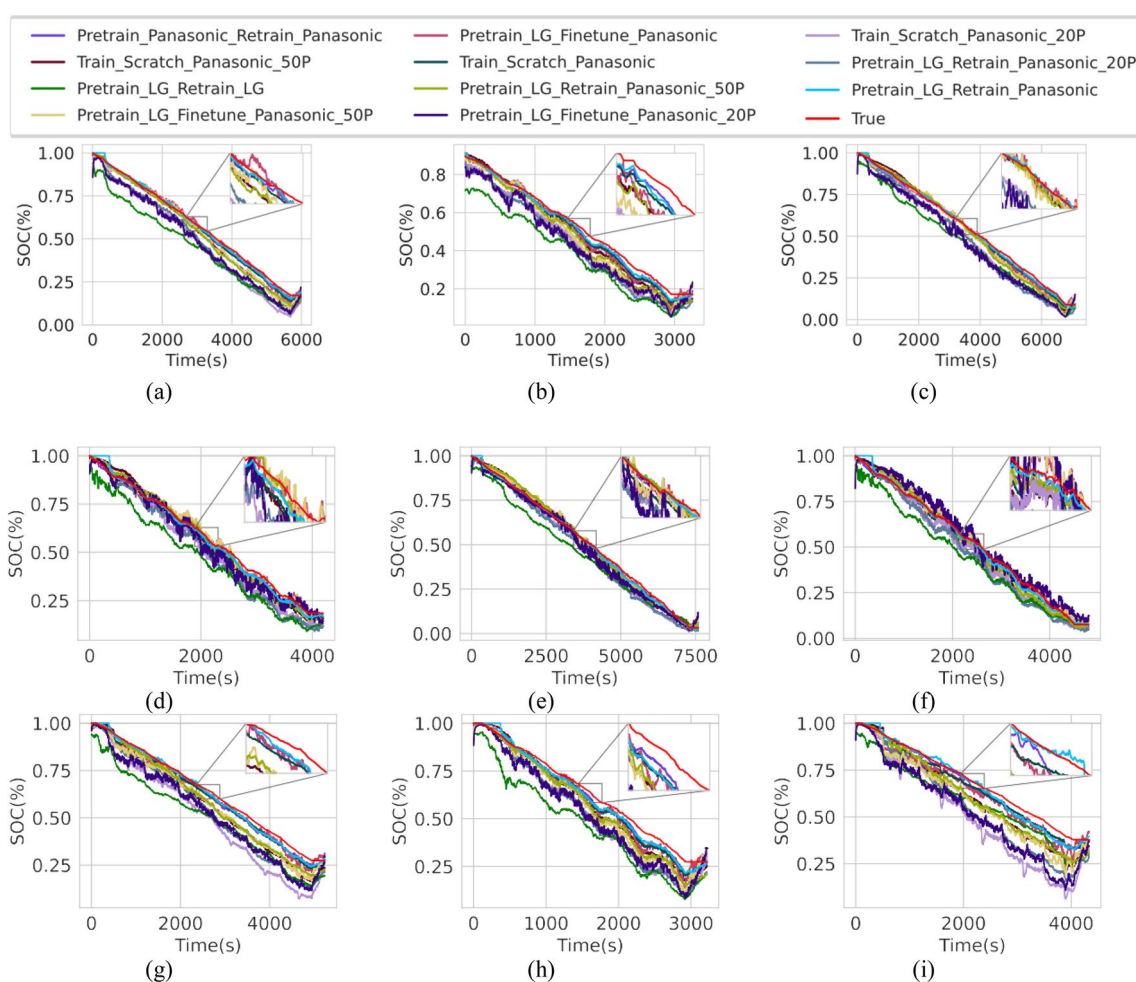 Pretrain_Panasonic_Retrain_Panasonic Pretrain_LG_Finetune_Panasonic Train_Scratch_Panasonic_20P
Train_Scratch_Panasonic_50P Train_Scratch_Panasonic Pretrain_LG_Retrain_Panasonic_20P
Pretrain_LG_Retrain_LG Pretrain_LG_Retrain_Panasonic_50P Pretrain_LG_Retrain_Panasonic
Pretrain_LG_Finetune_Panasonic_50P Pretrain_LG_Finetune_Panasonic_20P True
SOC(%)
1.00
0.75
0.50
0.25
0.00
0 2000 4000 6000
Time(s)
(a)
SOC(%)
0.8
0.6
0.4
0.2
0 1000 2000 3000
Time(s)
(b)
SOC(%)
1.00
0.75
0.50
0.25
0.00
0 2000 4000 6000
Time(s)
(c)
SOC(%)
1.00
0.75
0.50
0.25
0 2000 4000
Time(s)
(d)
SOC(%)
1.00
0.75
0.50
0.25
0.00
0 2500 5000 7500
Time(s)
(e)
SOC(%)
1.00
0.75
0.50
0.25
0.00
0 2000 4000
Time(s)
(f)
SOC(%)
1.00
0.75
0.50
0.25
0 2000 4000
Time(s)
(g)
SOC(%)
1.00
0.75
0.50
0.25
0 1000 2000 3000
Time(s)
(h)
SOC(%)
1.00
0.75
0.50
0.25
0 1000 2000 3000 4000
Time(s)
(i)